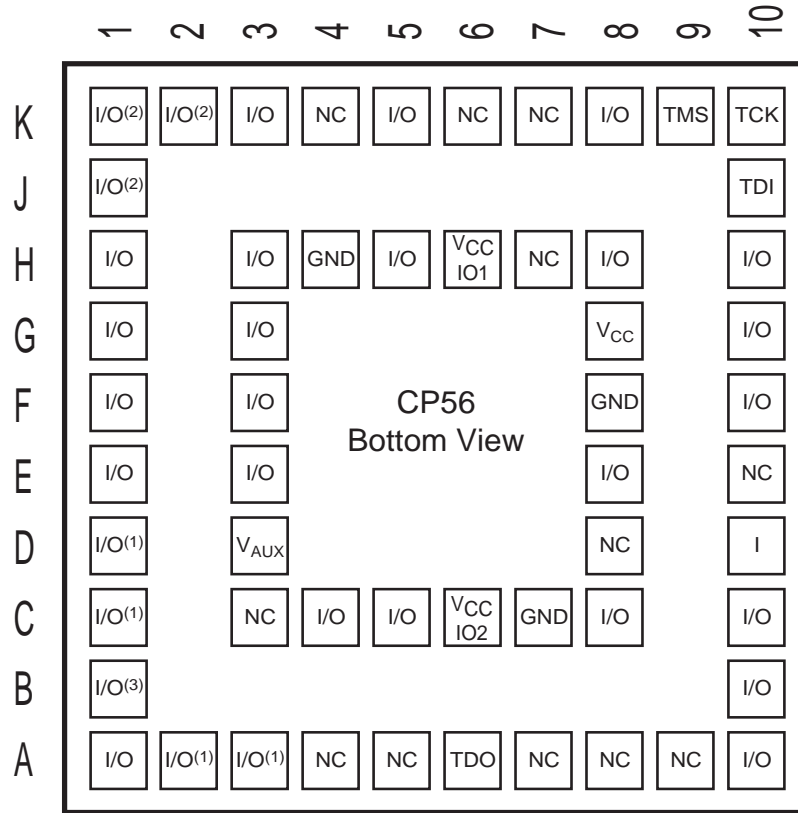 1 2 3 4 5 6 7 8 9 10
K I/O(2) I/O(2) I/O NC I/O NC NC I/O TMS TCK
J I/O(2) TDI
H I/O I/O GND I/O VCC IO1 NC I/O I/O
G I/O I/O VCC I/O
F I/O I/O CP56 GND I/O
Bottom View
E I/O I/O I/O NC
D I/O(1) VAUX NC I
C I/O(1) NC I/O I/O VCC IO2 GND I/O I/O
B I/O(3) I/O
A I/O I/O(1) I/O(1) NC NC TDO NC NC NC I/O